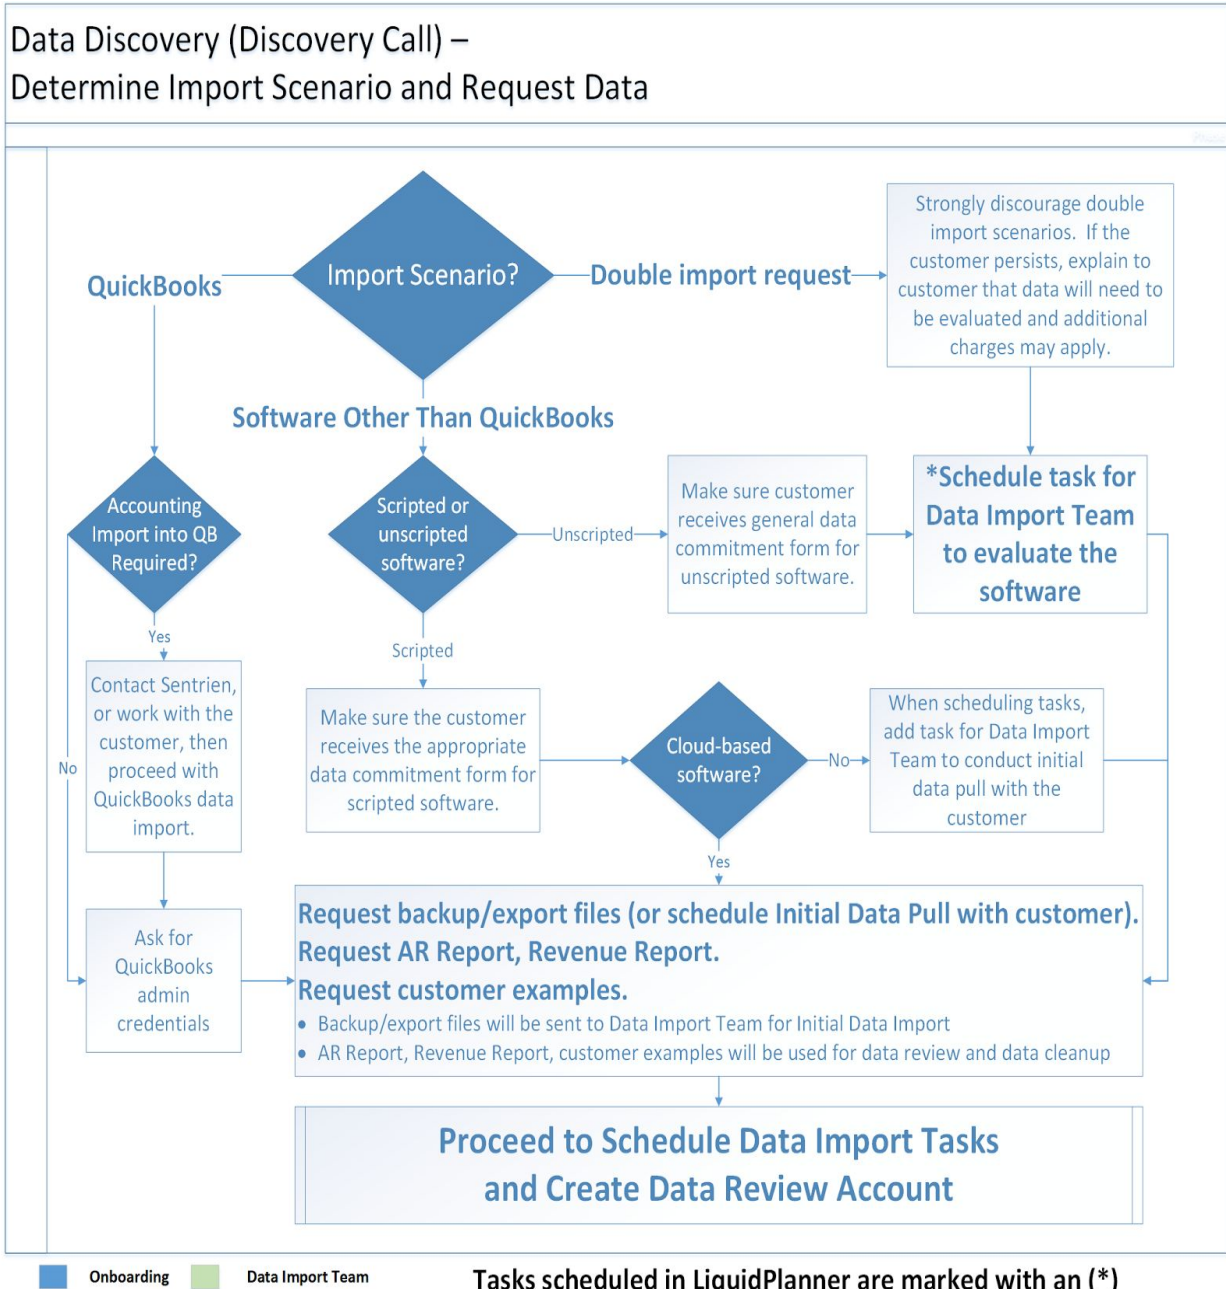 Data Discovery (Discovery Call) –
Determine Import Scenario and Request Data
Import Scenario?
QuickBooks
Double import request
Strongly discourage double
import scenarios. If the
customer persists, explain to
customer that data will need to
be evaluated and additional
charges may apply.
Software Other Than QuickBooks
Accounting
Import into QB
Required?
Scripted or
unscripted
software?
Unscripted
Make sure customer
receives general data
commitment form for
unscripted software.
*Schedule task for
Data Import Team
to evaluate the
software
Yes
Scripted
Contact Sentrien,
or work with the
customer, then
proceed with
QuickBooks data
import.
No
Make sure the customer
receives the appropriate
data commitment form for
scripted software.
Cloud-based
software?
No
When scheduling tasks,
add task for Data Import
Team to conduct initial
data pull with the
customer
Yes
Ask for
QuickBooks
admin
credentials
Request backup/export files (or schedule Initial Data Pull with customer).
Request AR Report, Revenue Report.
Request customer examples.
• Backup/export files will be sent to Data Import Team for Initial Data Import
• AR Report, Revenue Report, customer examples will be used for data review and data cleanup
Proceed to Schedule Data Import Tasks
and Create Data Review Account
Onboarding
Data Import Team
Tasks scheduled in LiquidPlanner are marked with an (*)